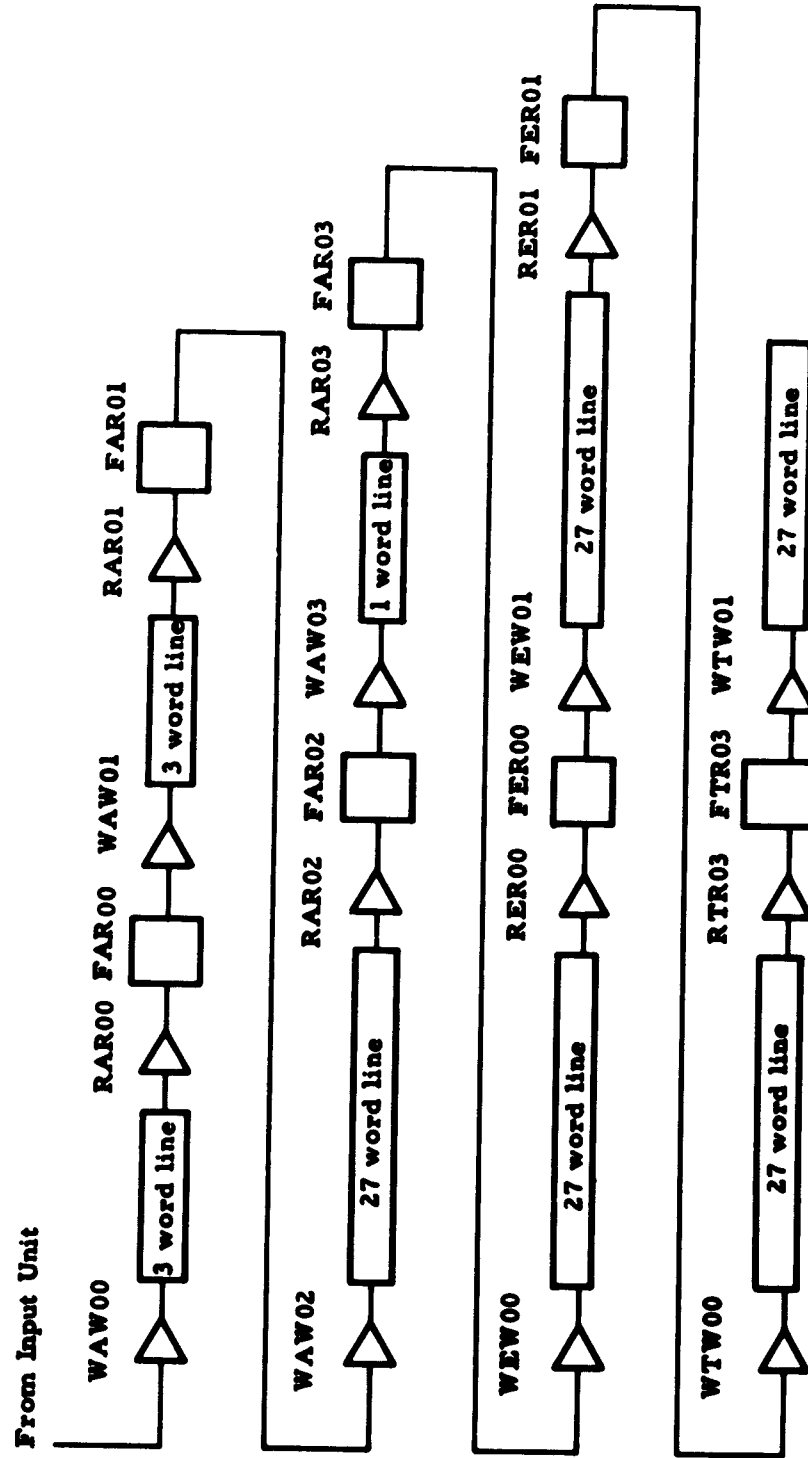 From Input Unit
WAW00 3 word line RAR00 FAR00 WAW01 3 word line RAR01 FAR01
WAW02 27 word line RAR02 FAR02 WAW03 1 word line RAR03 FAR03
WEW00 27 word line RER00 FER00 WEW01 27 word line RER01 FER01
WTW00 27 word line RTR03 FTR03 WTW01 27 word line